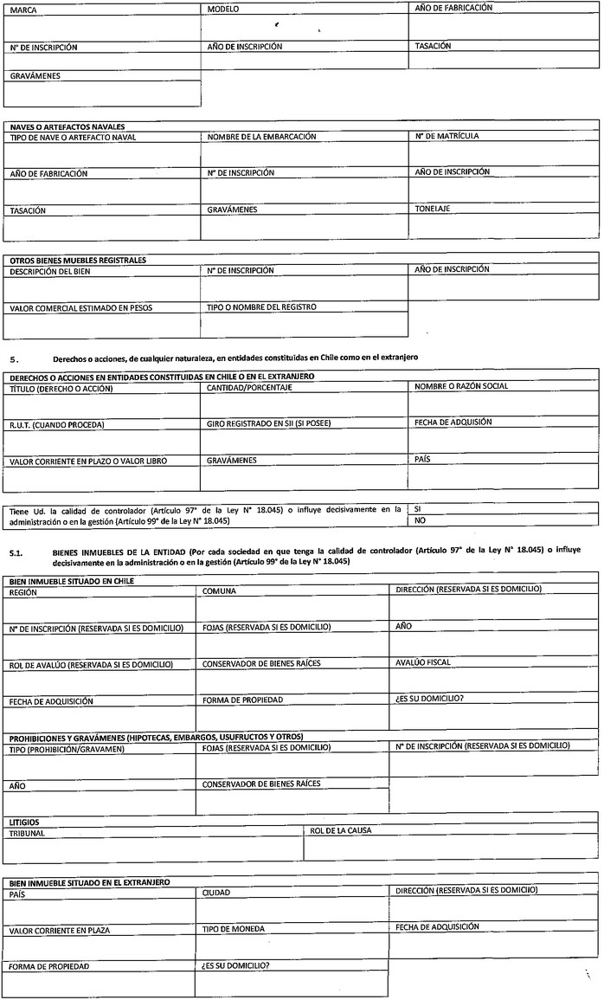 MARCA MODELO AÑO DE FABRICACIÓN
N° DE INSCRIPCIÓN AÑO DE INSCRIPCIÓN TASACIÓN
GRAVÁMENES
NAVES O ARTEFACTOS NAVALES
TIPO DE NAVE O ARTEFACTO NAVAL NOMBRE DE LA EMBARCACIÓN N° DE MATRÍCULA
AÑO DE FABRICACIÓN N° DE INSCRIPCIÓN AÑO DE INSCRIPCIÓN
TASACIÓN GRAVÁMENES TONELAJE
OTROS BIENES MUEBLES REGISTRALES
DESCRIPCIÓN DEL BIEN N° DE INSCRIPCIÓN AÑO DE INSCRIPCIÓN
VALOR COMERCIAL ESTIMADO EN PESOS TIPO O NOMBRE DEL REGISTRO
5. Derechos o acciones, de cualquier naturaleza, en entidades constituidas en Chile como en el extranjero
DERECHOS O ACCIONES EN ENTIDADES CONSTITUIDAS EN CHILE O EN EL EXTRANJERO
TÍTULO (DERECHO O ACCIÓN) CANTIDAD/PORCENTAJE NOMBRE O RAZÓN SOCIAL
R.U.T. (CUANDO PROCEDA) GIRO REGISTRADO EN SII (SI POSEE) FECHA DE ADQUISIÓN
VALOR CORRIENTE EN PLAZO O VALOR LIBRO GRAVÁMENES PAÍS
Tiene Ud. la calidad de controlador (Artículo 97° de la Ley N° 18.045) o influye decisivamente en la SI
administración o en la gestión (Artículo 99° de la Ley N° 18.045) NO
5.1. BIENES INMUEBLES DE LA ENTIDAD (Por cada sociedad en que tenga la calidad de controlador (Artículo 97° de la Ley N° 18.045) o influye
decisivamente en la administración o en la gestión (Artículo 99° de la Ley N° 18.045)
BIEN INMUEBLE SITUADO EN CHILE
REGIÓN COMUNA DIRECCIÓN (RESERVADA SI ES DOMICILIO)
N° DE INSCRIPCIÓN (RESERVADA SI ES DOMICILIO) FOJAS (RESERVADA SI ES DOMICILIO) AÑO
ROL DE AVALÚO (RESERVADA SI ES DOMICILIO) CONSERVADOR DE BIENES RAÍCES AVALÚO FISCAL
FECHA DE ADQUISICIÓN FORMA DE PROPIEDAD ¿ES SU DOMICILIO?
PROHIBICIONES Y GRAVÁMENES (HIPOTECAS, EMBARGOS, USUFRUCTOS Y OTROS)
TIPO (PROHIBICIÓN/GRAVAMEN) FOJAS (RESERVADA SI ES DOMICILIO) N° DE INSCRIPCIÓN (RESERVADA SI ES DOMICILIO)
AÑO CONSERVADOR DE BIENES RAÍCES
LITIGIOS
TRIBUNAL ROL DE LA CAUSA
BIEN INMUEBLE SITUADO EN EL EXTRANJERO
PAÍS CIUDAD DIRECCIÓN (RESERVADA SI ES DOMICIIO)
VALOR CORRIENTE EN PLAZA TIPO DE MONEDA FECHA DE ADQUISICIÓN
FORMA DE PROPIEDAD ¿ES SU DOMICILIO?